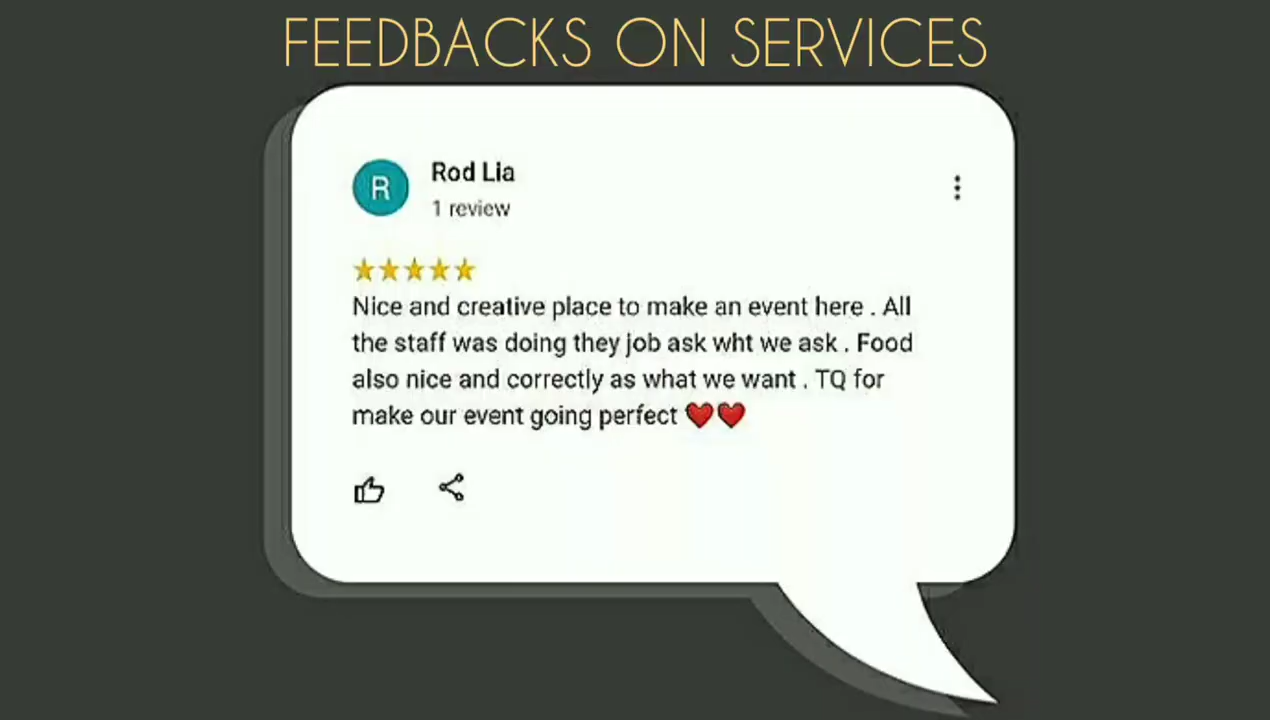 FEEDBACKS ON SERVICES
R
Rod Lia
1 review
Nice and creative place to make an event here . All
the staff was doing they job ask wht we ask . Food
also nice and correctly as what we want . TQ for
make our event going perfect ❤️❤️